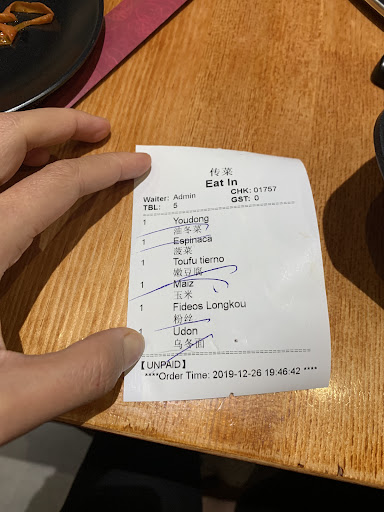 传菜
Eat In
Waiter: Admin CHK: 01757
TBL: 5 GST: 0
1 Youdong
油冬菜
1 Espinaca
菠菜
1 Toufu tierno
嫩豆腐
1 Maiz
玉米
1 Fideos Longkou
粉丝
1 Udon
乌冬面
【UNPAID】
****Order Time: 2019-12-26 19:46:42 ****